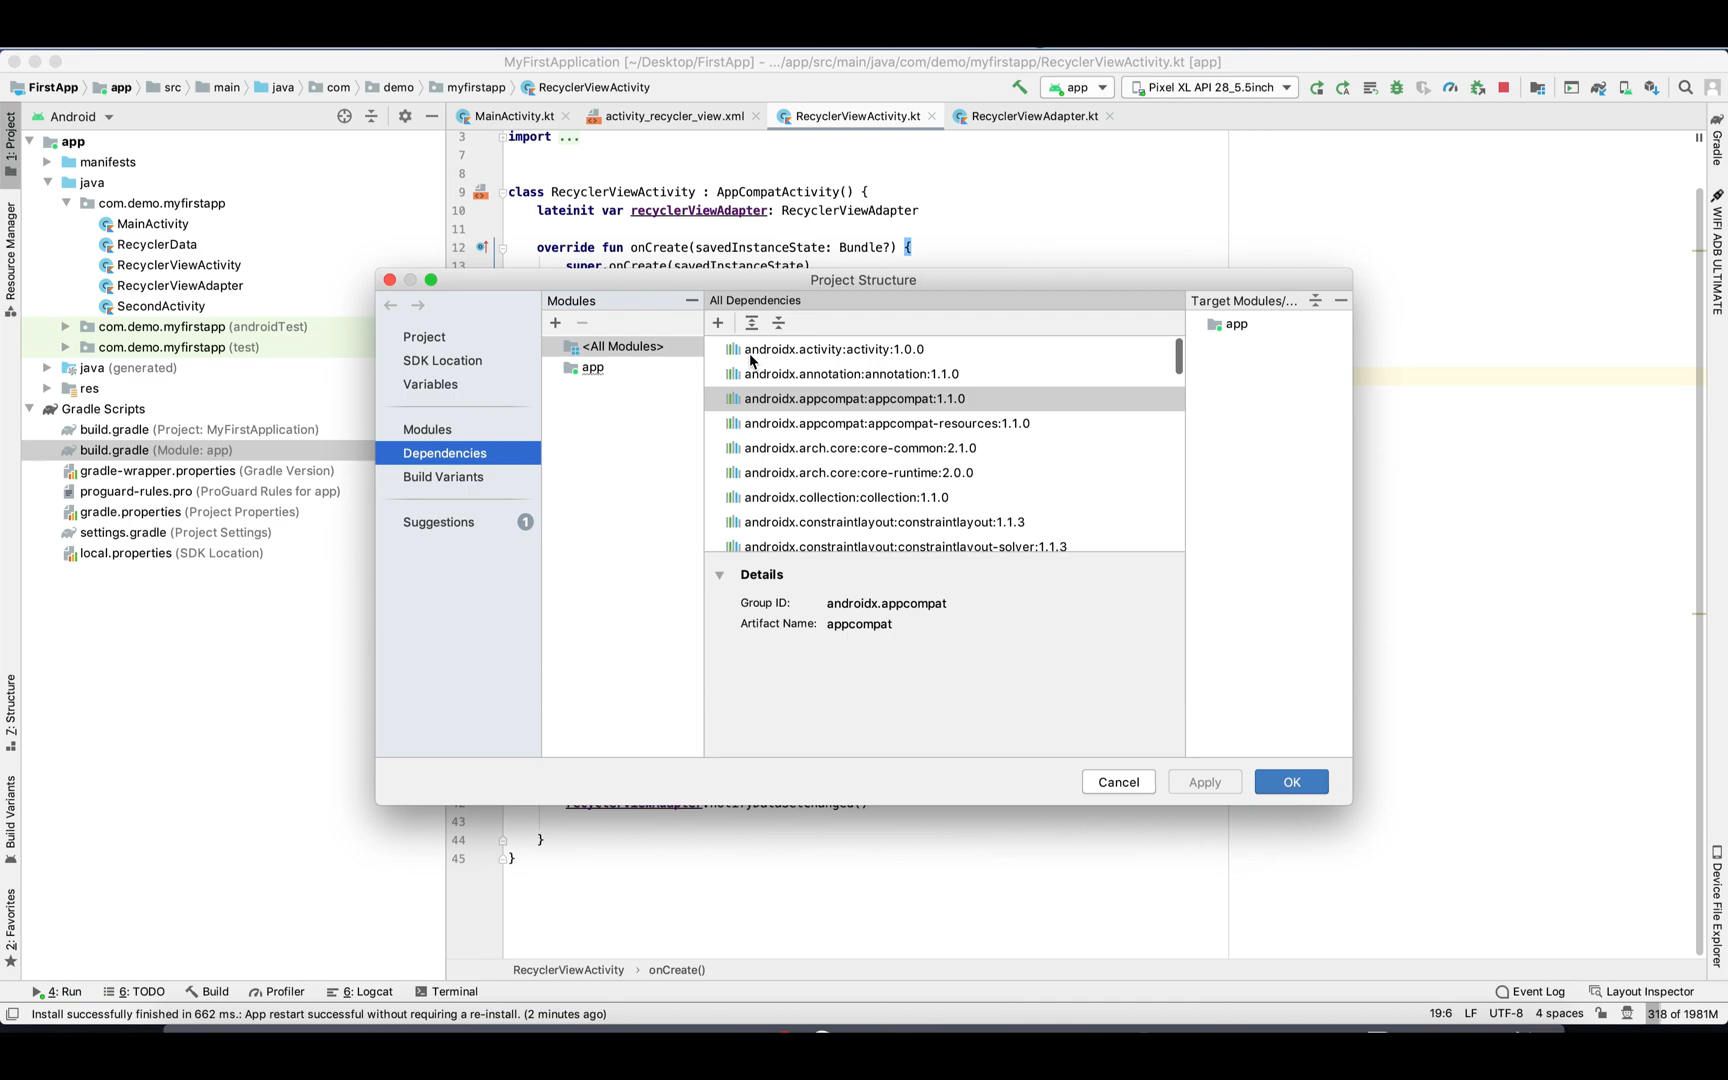 MyFirstApplication [~/Desktop/FirstApp] – .../app/src/main/java/com/demo/myfirstapp/RecyclerViewActivity.kt [app]
FirstApp app src main java com demo myfirstapp RecyclerViewActivity app Pixel XL API 28_5.5inch
Android MainActivity.kt activity_recycler_view.xml RecyclerViewActivity.kt RecyclerViewAdapter.kt
1: Project
Resource Manager
Z: Structure
Build Variants
2: Favorites
app
manifests
java
com.demo.myfirstapp
MainActivity
RecyclerData
RecyclerViewActivity
RecyclerViewAdapter
SecondActivity
com.demo.myfirstapp (androidTest)
com.demo.myfirstapp (test)
java (generated)
res
Gradle Scripts
build.gradle (Project: MyFirstApplication)
build.gradle (Module: app)
gradle-wrapper.properties (Gradle Version)
proguard-rules.pro (ProGuard Rules for app)
gradle.properties (Project Properties)
settings.gradle (Project Settings)
local.properties (SDK Location)
3 import ...
7
8
9 class RecyclerViewActivity : AppCompatActivity() {
10 lateinit var recyclerViewAdapter: RecyclerViewAdapter
11
12 override fun onCreate(savedInstanceState: Bundle?) {
13 super.onCreate(savedInstanceState)
Project Structure
Project
SDK Location
Variables
Modules
Dependencies
Build Variants
Suggestions 1
Modules
<All Modules>
app
All Dependencies
androidx.activity:activity:1.0.0
androidx.annotation:annotation:1.1.0
androidx.appcompat:appcompat:1.1.0
androidx.appcompat:appcompat-resources:1.1.0
androidx.arch.core:core-common:2.1.0
androidx.arch.core:core-runtime:2.0.0
androidx.collection:collection:1.1.0
androidx.constraintlayout:constraintlayout:1.1.3
androidx.constraintlayout:constraintlayout-solver:1.1.3
Details
Group ID: androidx.appcompat
Artifact Name: appcompat
Target Modules/...
app
Cancel Apply OK
42 recyclerViewAdapter.notifyDataSetChanged()
43
44 }
45 }
Gradle
WIFI ADB ULTIMATE
Device File Explorer
RecyclerViewActivity › onCreate()
4: Run 6: TODO Build Profiler 6: Logcat Terminal Event Log Layout Inspector
Install successfully finished in 662 ms.: App restart successful without requiring a re-install. (2 minutes ago) 19:6 LF UTF-8 4 spaces 318 of 1981M